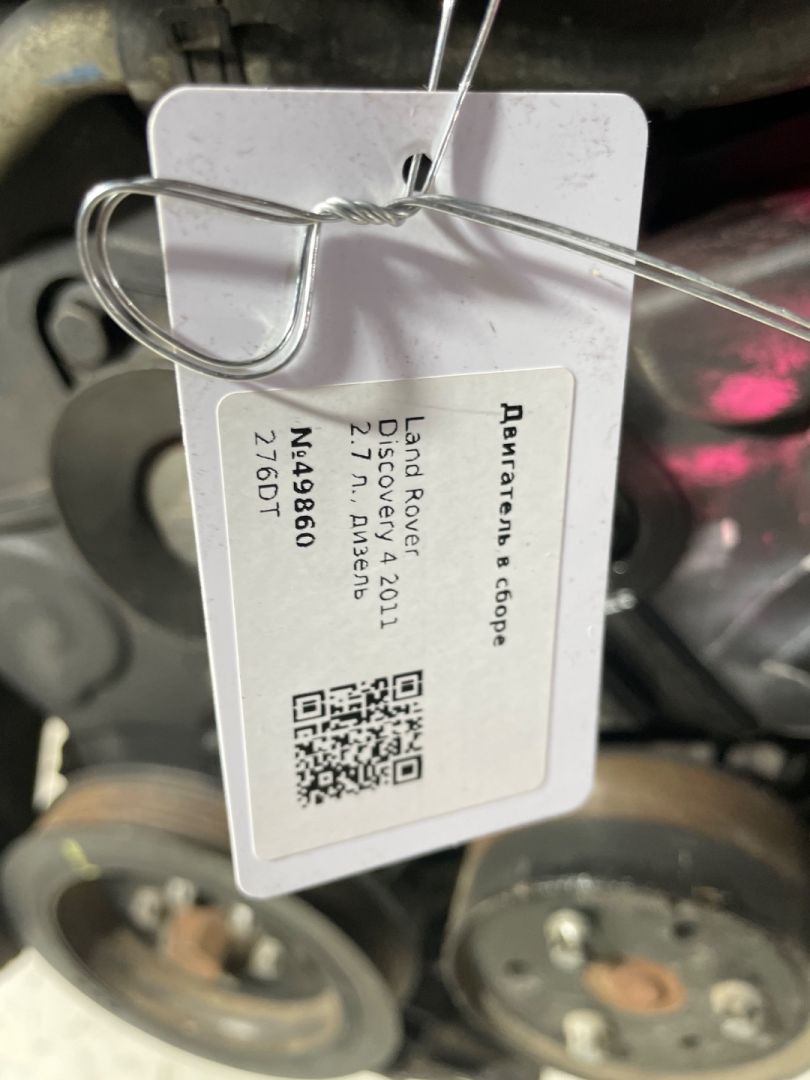 Двигатель в сборе
Land Rover
Discovery 4 2011
2.7 л., дизель
№49860
276DT